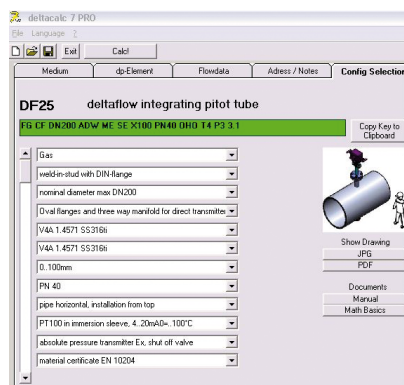 deltacalc 7 PRO
File Language ?
Exit Calc!
Medium dp-Element Flowdata Adress / Notes Config Selection
DF25 deltaflow integrating pitot tube
FG CF DN200 ADW ME SE X100 PN40 OHO T4 P3 3.1
Copy Key to
Clipboard
Gas
weld-in-stud with DIN-flange
nominal diameter max DN200
Oval flanges and three way manifold for direct transmitter
V4A 1.4571 SS316ti
V4A 1.4571 SS316ti
0..100mm
PN 40
pipe horizontal, installation from top
PT100 in immersion sleeve, 4..20mA0=..100°C
absolute pressure transmitter Ex, shut off valve
material certificate EN 10204
Show Drawing
JPG
PDF
Documents
Manual
Math Basics